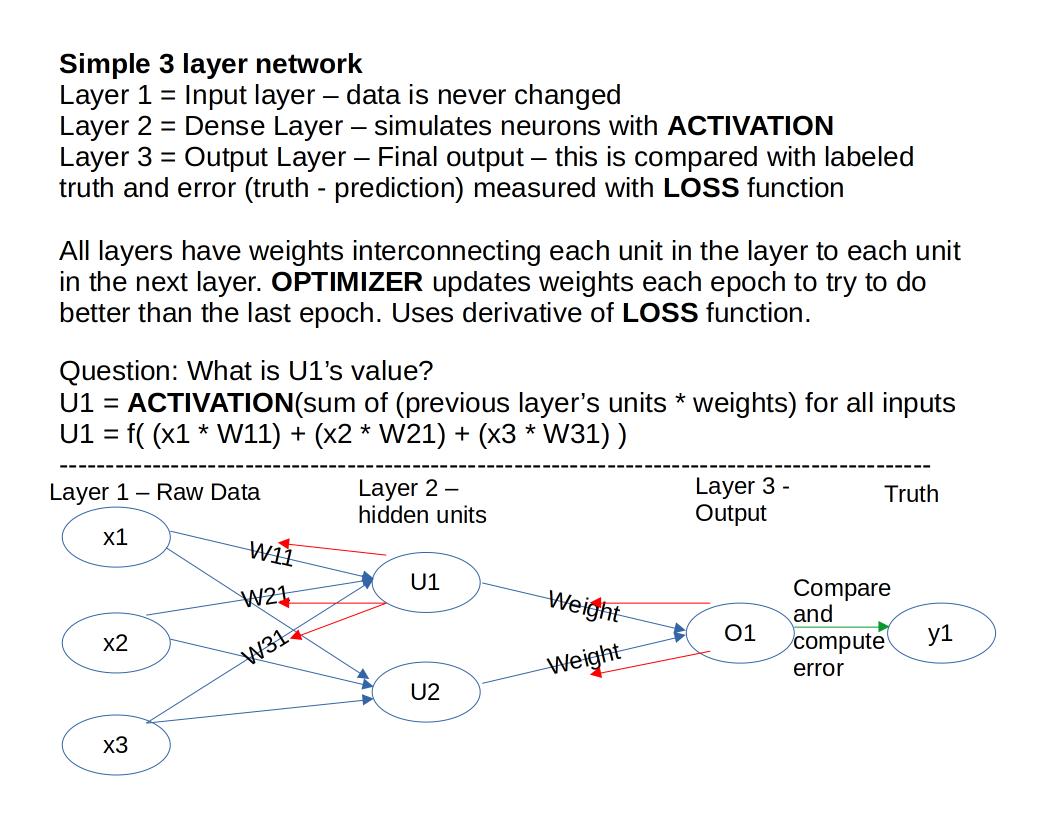 Simple 3 layer network
Layer 1 = Input layer – data is never changed
Layer 2 = Dense Layer – simulates neurons with ACTIVATION
Layer 3 = Output Layer – Final output – this is compared with labeled
truth and error (truth - prediction) measured with LOSS function
All layers have weights interconnecting each unit in the layer to each unit
in the next layer. OPTIMIZER updates weights each epoch to try to do
better than the last epoch. Uses derivative of LOSS function.
Question: What is U1’s value?
U1 = ACTIVATION(sum of (previous layer’s units * weights) for all inputs
U1 = f( (x1 * W11) + (x2 * W21) + (x3 * W31) )
---------------------------------------------------------------------------------------------
Layer 1 – Raw Data
Layer 2 –
hidden units
Layer 3 -
Output
Truth
x1
x2
x3
W11
W21
W31
U1
U2
Weight
Weight
O1
Compare
and
compute
error
y1